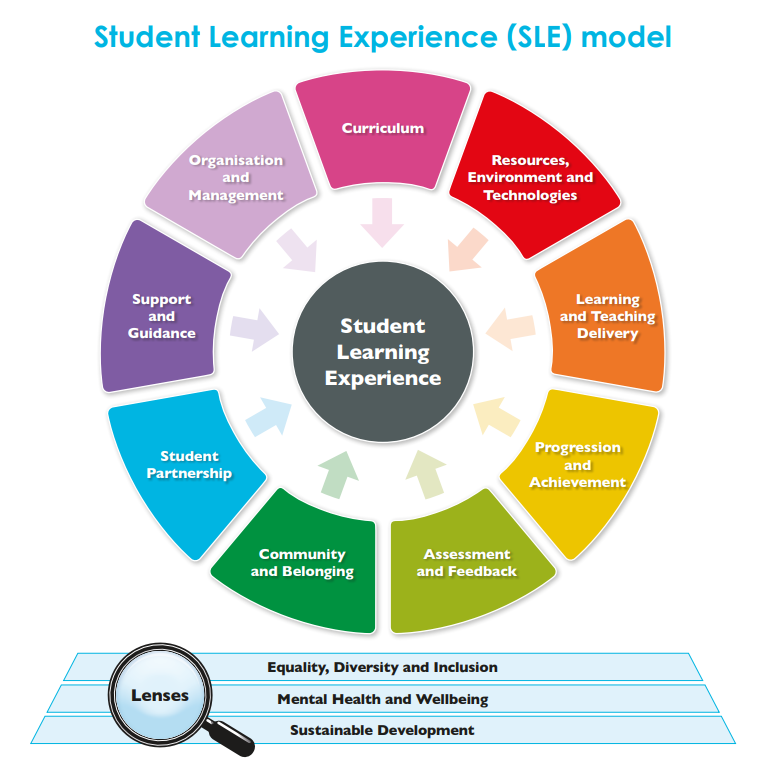 Student Learning Experience (SLE) model
Curriculum
Resources,
Environment and
Technologies
Learning
and Teaching
Delivery
Progression
and
Achievement
Assessment
and Feedback
Community
and Belonging
Student
Partnership
Support
and
Guidance
Organisation
and
Management
Student
Learning
Experience
Lenses
Equality, Diversity and Inclusion
Mental Health and Wellbeing
Sustainable Development